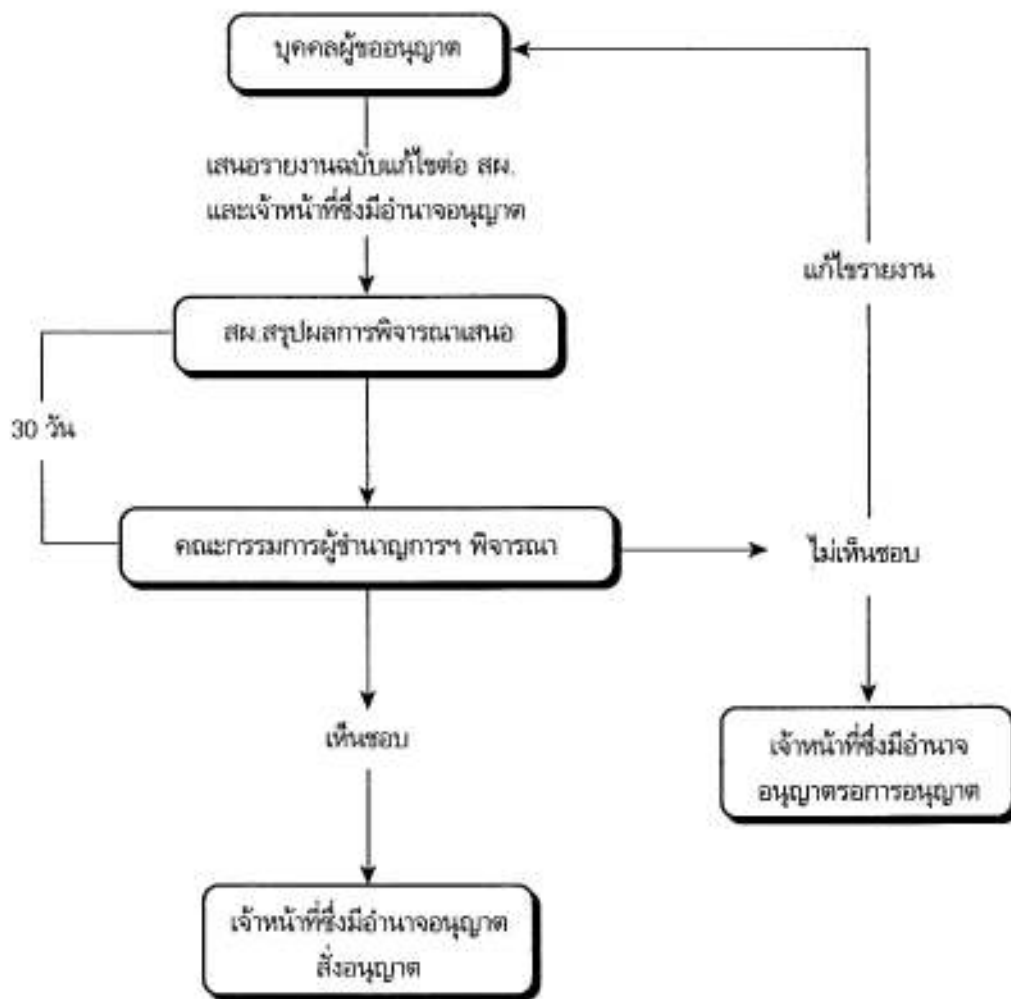 บุคคลผู้ขออนุญาต
เสนอรายงานฉบับแก้ไขต่อ สผ.
และเจ้าหน้าที่ซึ่งมีอำนาจอนุญาต
แก้ไขรายงาน
สผ.สรุปผลการพิจารณาเสนอ
30 วัน
คณะกรรมการผู้ชำนาญการฯ พิจารณา
ไม่เห็นชอบ
เห็นชอบ
เจ้าหน้าที่ซึ่งมีอำนาจ
อนุญาตรอการอนุญาต
เจ้าหน้าที่ซึ่งมีอำนาจอนุญาต
สั่งอนุญาต